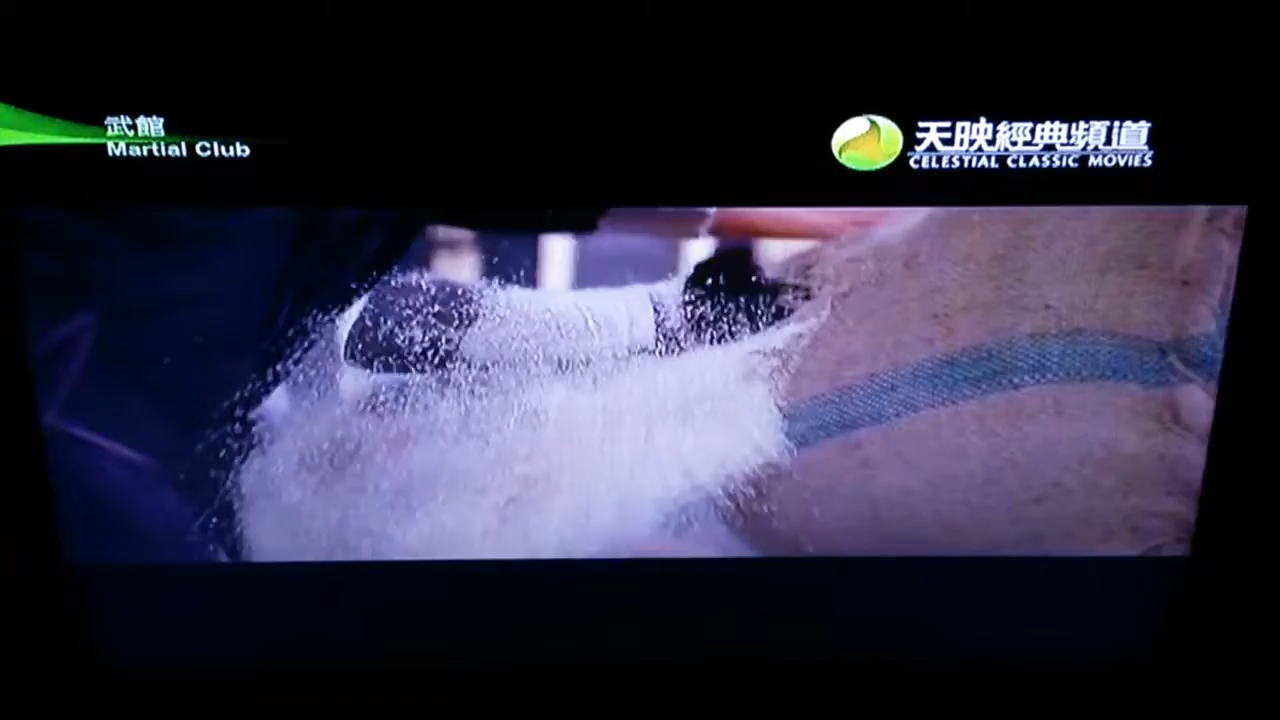 武館
Martial Club
天映經典頻道
CELESTIAL CLASSIC MOVIES